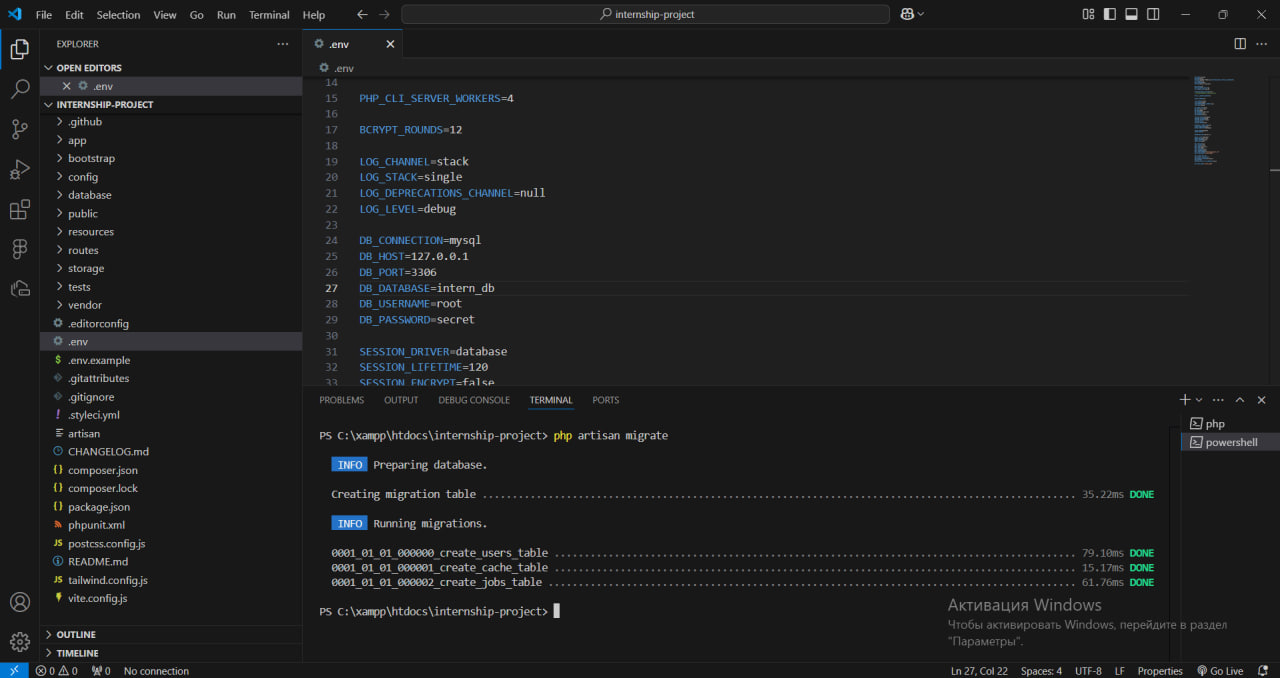 File Edit Selection View Go Run Terminal Help
internship-project
EXPLORER
OPEN EDITORS
.env
INTERNSHIP-PROJECT
.github
app
bootstrap
config
database
public
resources
routes
storage
tests
vendor
.editorconfig
.env
.env.example
.gitattributes
.gitignore
.styleci.yml
artisan
CHANGELOG.md
composer.json
composer.lock
package.json
phpunit.xml
postcss.config.js
README.md
tailwind.config.js
vite.config.js
OUTLINE
TIMELINE
.env
.env
14
15 PHP_CLI_SERVER_WORKERS=4
16
17 BCRYPT_ROUNDS=12
18
19 LOG_CHANNEL=stack
20 LOG_STACK=single
21 LOG_DEPRECATIONS_CHANNEL=null
22 LOG_LEVEL=debug
23
24 DB_CONNECTION=mysql
25 DB_HOST=127.0.0.1
26 DB_PORT=3306
27 DB_DATABASE=intern_db
28 DB_USERNAME=root
29 DB_PASSWORD=secret
30
31 SESSION_DRIVER=database
32 SESSION_LIFETIME=120
33 SESSION_ENCRYPT=false
PROBLEMS OUTPUT DEBUG CONSOLE TERMINAL PORTS
php
powershell
PS C:\xampp\htdocs\internship-project> php artisan migrate
INFO Preparing database.
Creating migration table ................................................................ 35.22ms DONE
INFO Running migrations.
0001_01_01_000000_create_users_table ................................................................ 79.10ms DONE
0001_01_01_000001_create_cache_table ................................................................ 15.17ms DONE
0001_01_01_000002_create_jobs_table ................................................................ 61.76ms DONE
PS C:\xampp\htdocs\internship-project>
Активация Windows
Чтобы активировать Windows, перейдите в раздел
"Параметры".
0 0 0 No connection Ln 27, Col 22 Spaces: 4 UTF-8 LF Properties Go Live